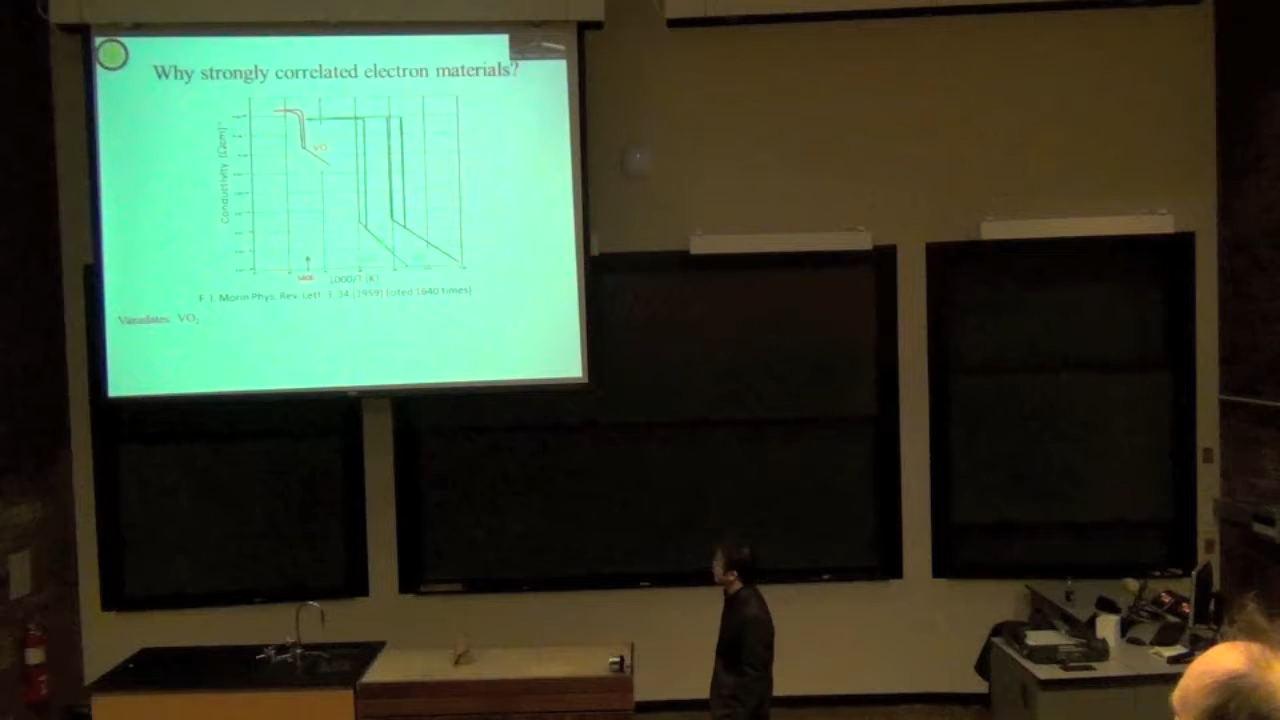 Why strongly correlated electron materials?
VO
Conductivity (Ωcm)⁻
1000/T (K)
F. J. Morin Phys. Rev. Lett. 3, 34 (1959) (cited 1640 times)
Vanadates: VO₂